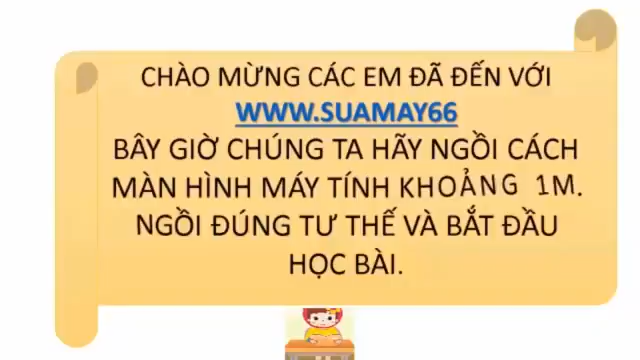 CHÀO MỪNG CÁC EM ĐÃ ĐẾN VỚI
WWW.SUAMAY66
BÂY GIỜ CHÚNG TA HÃY NGỒI CÁCH
MÀN HÌNH MÁY TÍNH KHOẢNG 1M.
NGỒI ĐÚNG TƯ THẾ VÀ BẮT ĐẦU
HỌC BÀI.